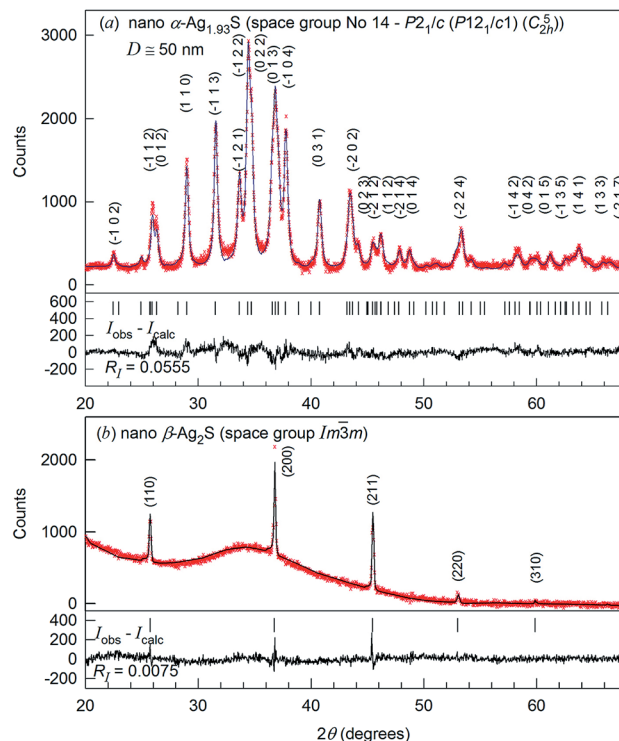 (a) nano α-Ag1.93S (space group No 14 - P21/c (P121/c1) (C52h))
D ≅ 50 nm
3000
2000
1000
0
Counts
(-1 0 2)
(-1 1 2)
(0 1 2)
(1 1 0)
(-1 1 3)
(-1 2 1)
(-1 2 2)
(0 2 2)
(0 1 3)
(-1 0 4)
(0 3 1)
(-2 0 2)
(0 2 3)
(-2 1 2)
(1 1 2)
(-2 1 4)
(0 1 4)
(-2 2 4)
(-1 4 2)
(0 4 2)
(0 1 5)
(-1 3 5)
(1 4 1)
(1 3 3)
600
400
200
0
-200
Iobs - Icalc
RI = 0.0555
20 30 40 50 60
(b) nano β-Ag2S (space group Im3̅m)
2000
1000
0
Counts
(110)
(200)
(211)
(220)
(310)
400
200
0
-200
Iobs - Icalc
RI = 0.0075
20 30 40 50 60
2θ (degrees)